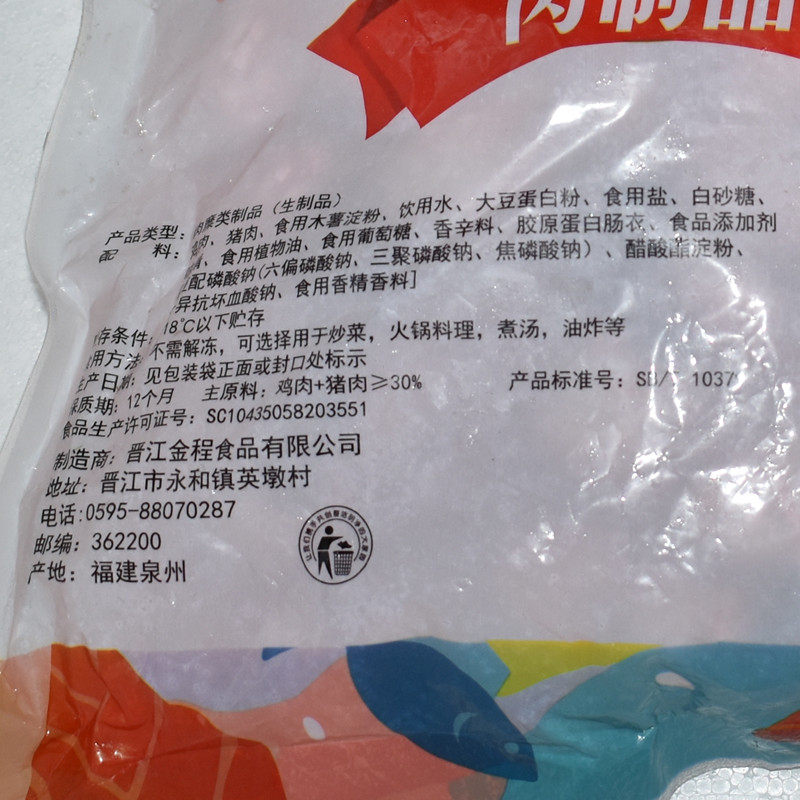 肉制品
产品类型：肉糜类制品（生制品）
配 料：鸡肉、猪肉、食用木薯淀粉、饮用水、大豆蛋白粉、食用盐、白砂糖、
食用植物油、食用葡萄糖、香辛料、胶原蛋白肠衣、食品添加剂
配磷酸钠(六偏磷酸钠、三聚磷酸钠、焦磷酸钠）、醋酸酯淀粉、
异抗坏血酸钠、食用香精香料]
存条件：18℃以下贮存
用方法：不需解冻，可选择用于炒菜，火锅料理，煮汤，油炸等
生产日期：见包装袋正面或封口处标示
保质期：12个月 主原料：鸡肉+猪肉≥30% 产品标准号：SB/T 1037
食品生产许可证号：SC10435058203551
制造商：晋江金程食品有限公司
地址：晋江市永和镇英墩村
电话:0595-88070287
邮编：362200
产地：福建泉州